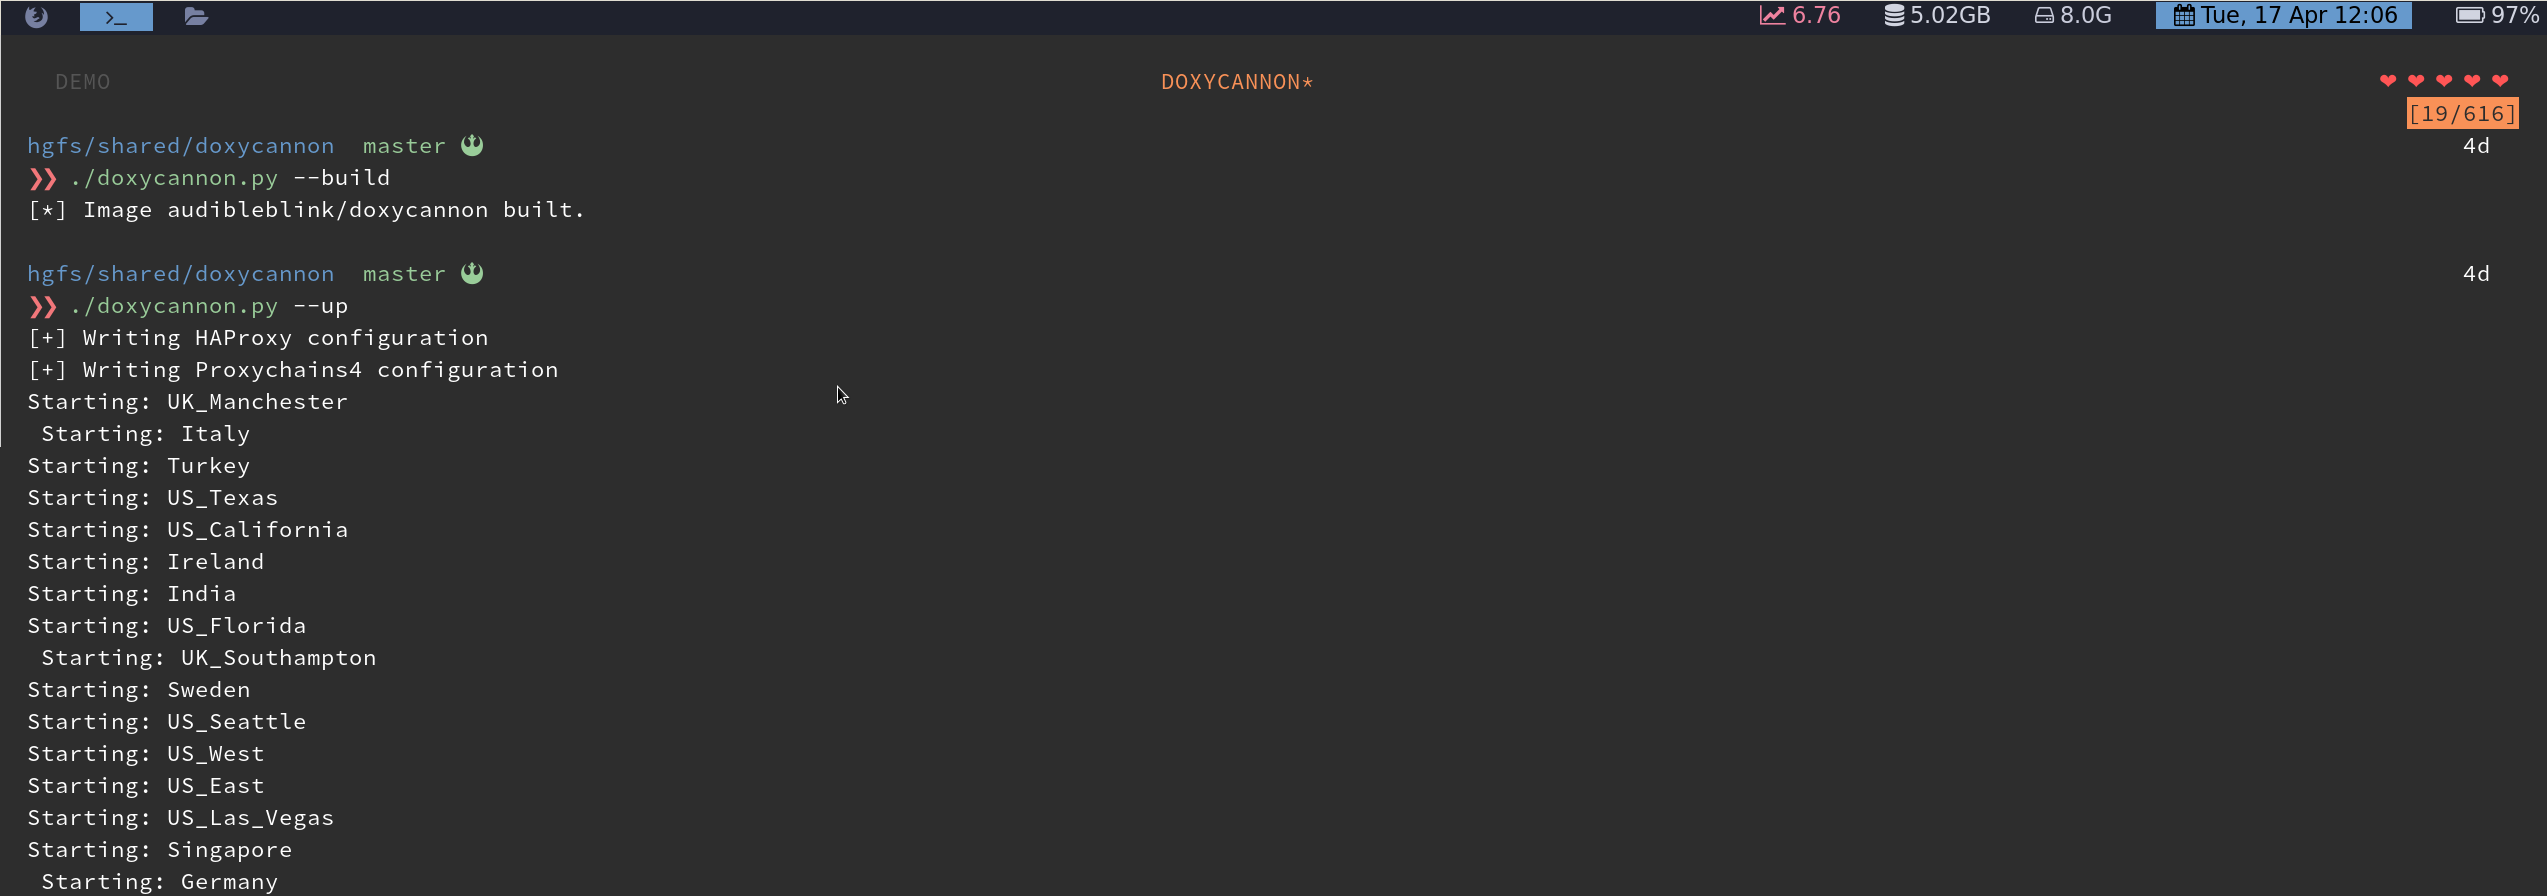 >_ 6.76 5.02GB 8.0G Tue, 17 Apr 12:06 97%
DEMO DOXYCANNON* ❤ ❤ ❤ ❤ ❤
[19/616]
hgfs/shared/doxycannon master 4d
❯❯ ./doxycannon.py --build
[*] Image audibleblink/doxycannon built.
hgfs/shared/doxycannon master 4d
❯❯ ./doxycannon.py --up
[+] Writing HAProxy configuration
[+] Writing Proxychains4 configuration
Starting: UK_Manchester
Starting: Italy
Starting: Turkey
Starting: US_Texas
Starting: US_California
Starting: Ireland
Starting: India
Starting: US_Florida
Starting: UK_Southampton
Starting: Sweden
Starting: US_Seattle
Starting: US_West
Starting: US_East
Starting: US_Las_Vegas
Starting: Singapore
Starting: Germany